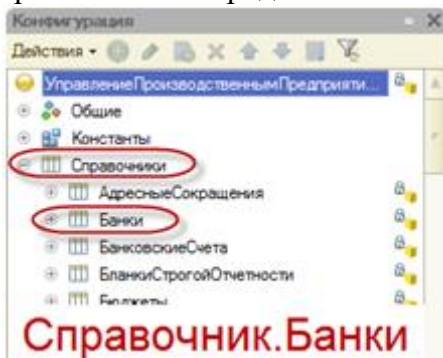 Конфигурация
Действия
УправлениеПроизводственнымПредприяти...
Общие
Константы
Справочники
АдресныеСокращения
Банки
БанковскиеСчета
БланкиСтрогойОтчетности
Бюджеты
Справочник.Банки